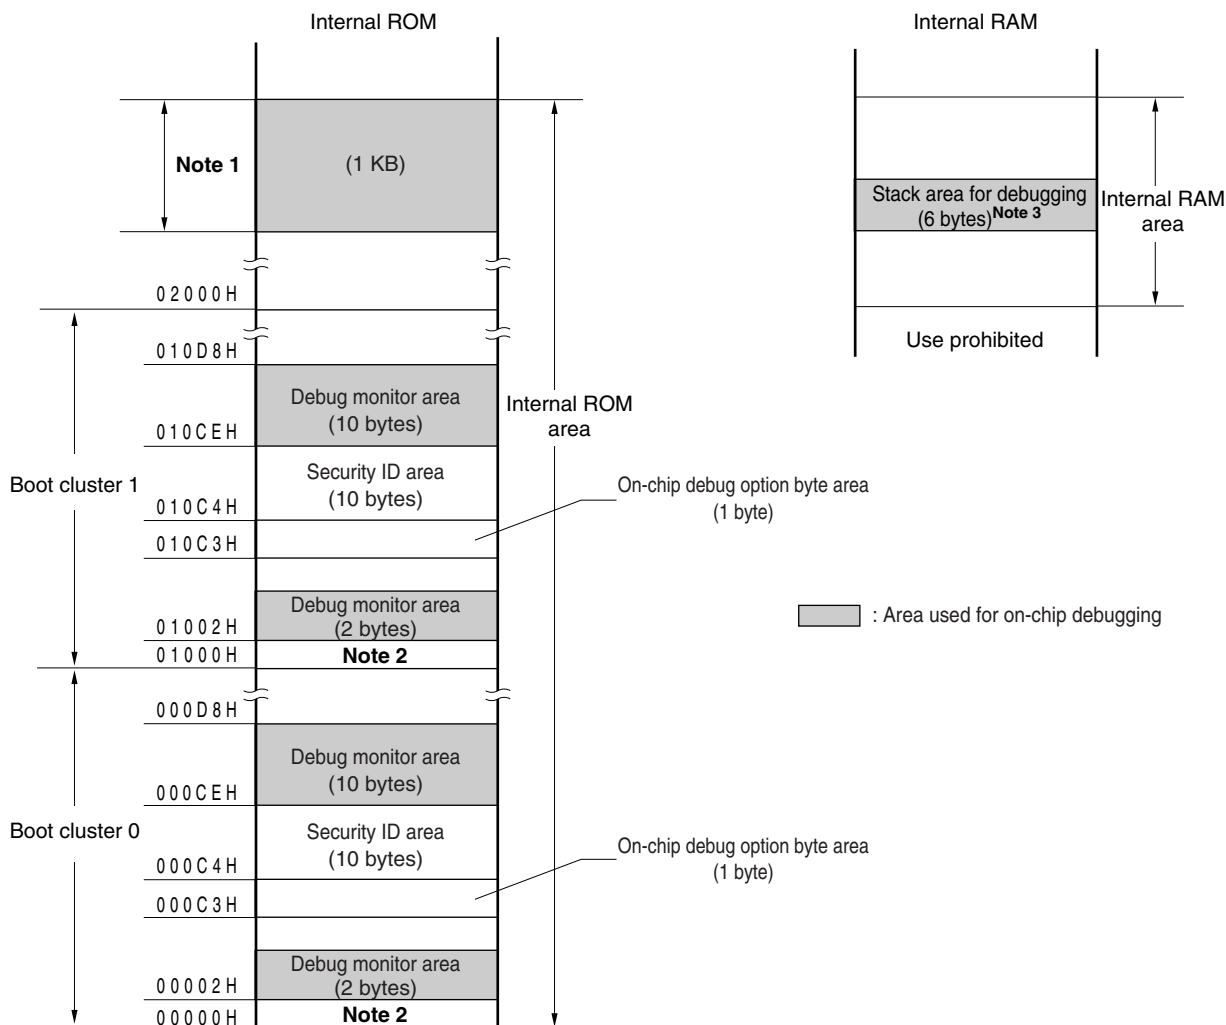 Internal ROM
Internal RAM
Note 1
(1 KB)
Stack area for debugging
(6 bytes)Note 3
Internal RAM
area
02000H
Use prohibited
010D8H
Debug monitor area
(10 bytes)
Internal ROM
area
010CEH
Boot cluster 1
Security ID area
(10 bytes)
On-chip debug option byte area
(1 byte)
010C4H
010C3H
Debug monitor area
(2 bytes)
: Area used for on-chip debugging
01002H
01000H
Note 2
000D8H
Debug monitor area
(10 bytes)
000CEH
Boot cluster 0
Security ID area
(10 bytes)
On-chip debug option byte area
(1 byte)
000C4H
000C3H
Debug monitor area
(2 bytes)
00002H
00000H
Note 2